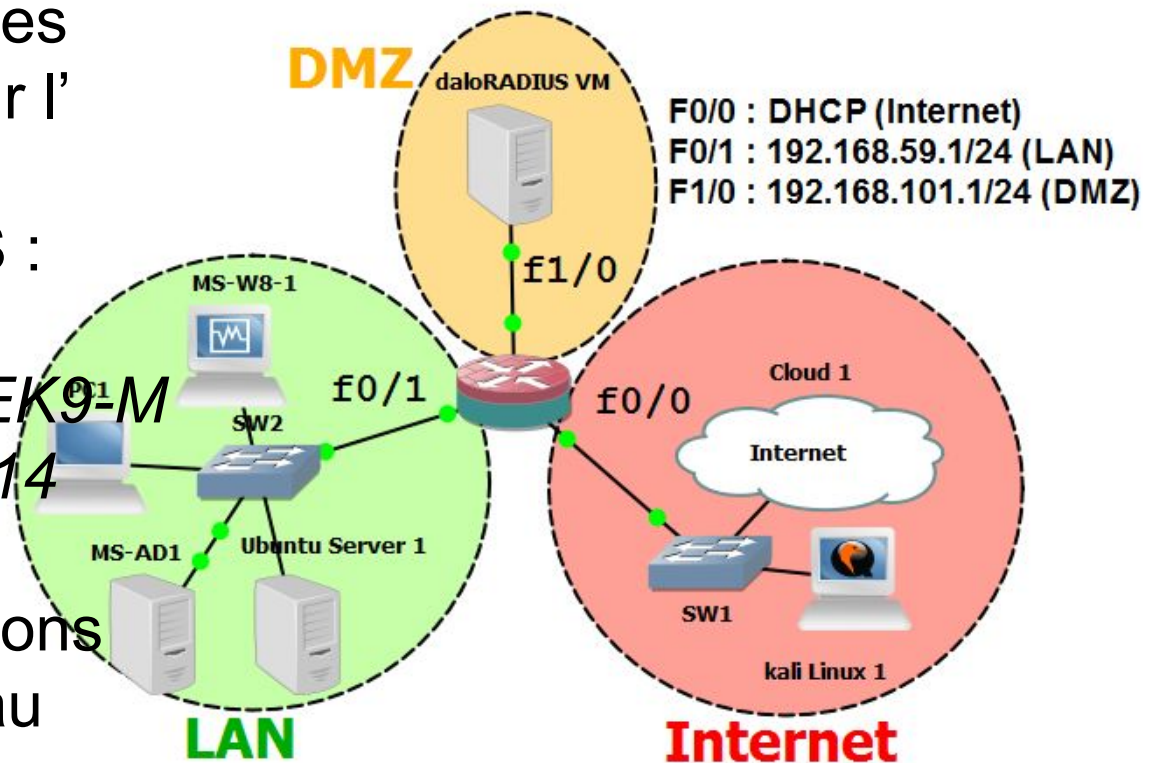 es
r l’
S :
EK9-M
14
ons
au
DMZ
daloRADIUS VM
F0/0 : DHCP (Internet)
F0/1 : 192.168.59.1/24 (LAN)
F1/0 : 192.168.101.1/24 (DMZ)
f1/0
MS-W8-1
PC1
SW2
f0/1
f0/0
Cloud 1
Internet
MS-AD1
Ubuntu Server 1
SW1
kali Linux 1
LAN
Internet